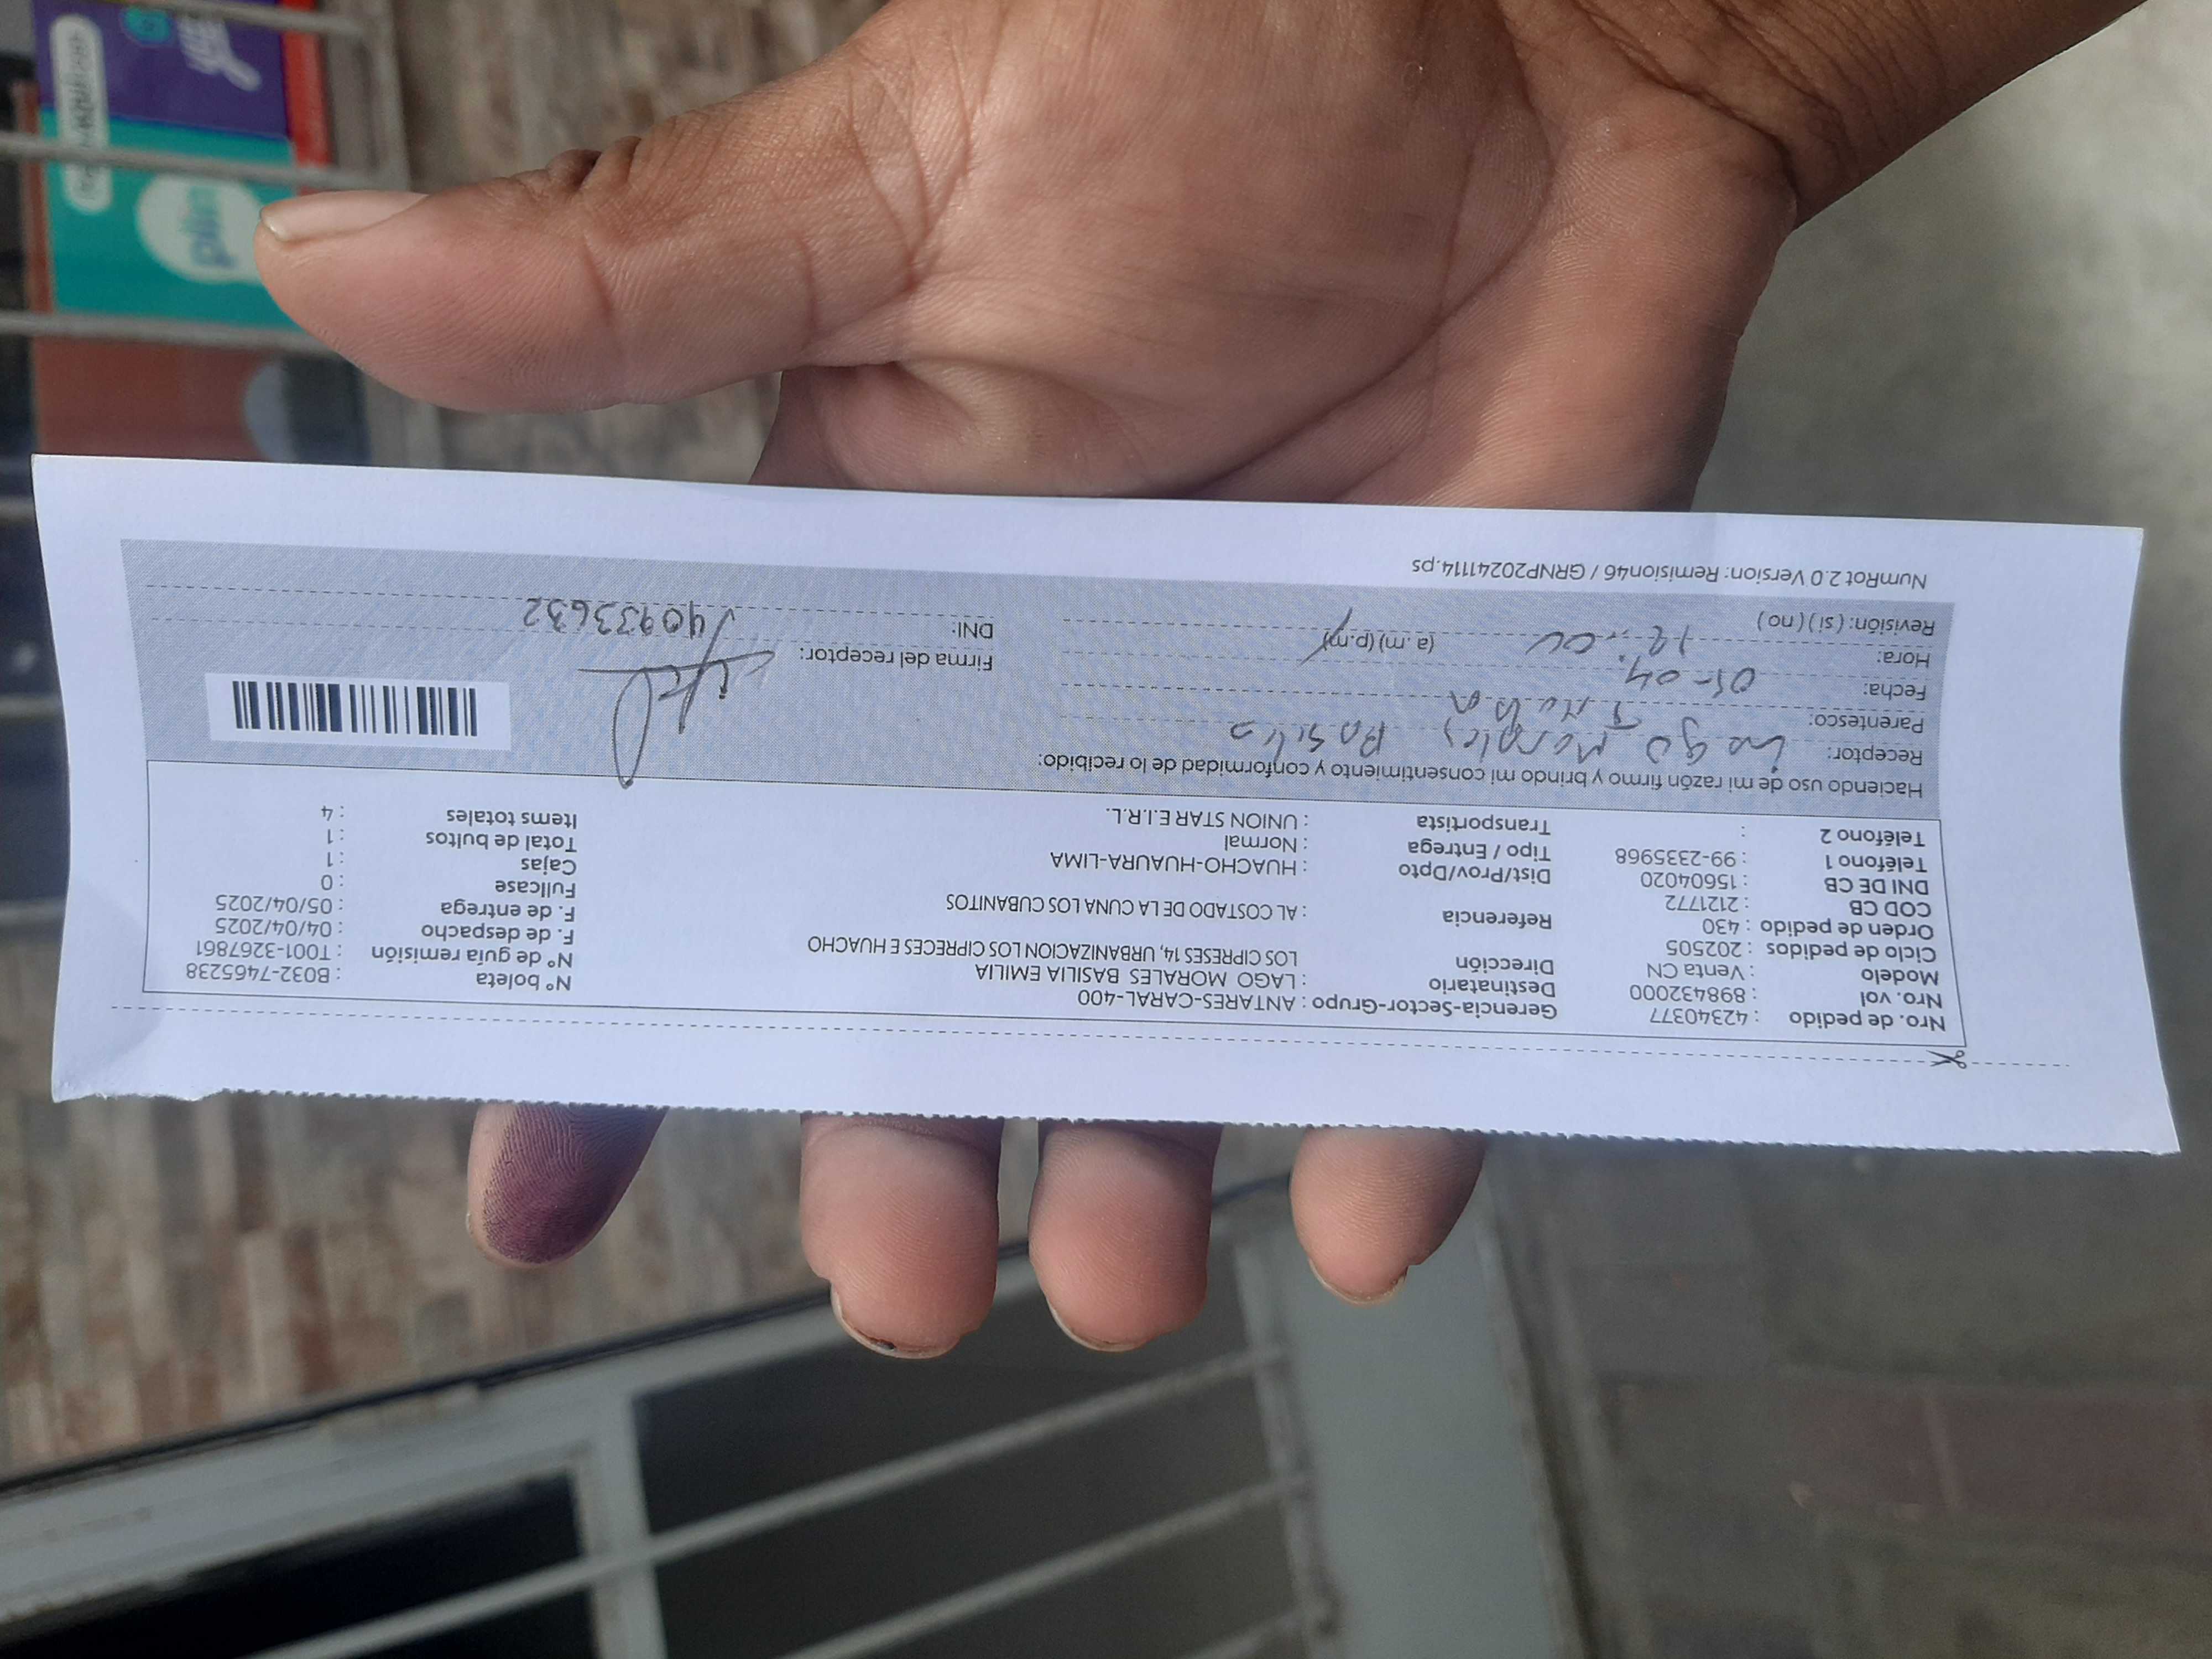 Nro. de pedido : 42340377 Gerencia-Sector-Grupo : ANTARES-CARAL-400 N° boleta : B032-7465238
Nro. vol : 898432000 Destinatario : LAGO MORALES BASILIA EMILIA N° de guía remisión : T001-3267861
Modelo : Venta CN Dirección LOS CIPRESES 14, URBANIZACION LOS CIPRECES E HUACHO F. de despacho : 04/04/2025
Ciclo de pedidos : 202505 F. de entrega : 05/04/2025
Orden de pedido : 430 Referencia : AL COSTADO DE LA CUNA LOS CUBANITOS Fullcase : 0
COD CB : 2121772 Cajas : 1
DNI DE CB : 15604020 Dist/Prov/Dpto : HUACHO-HUAURA-LIMA Total de bultos : 1
Teléfono 1 : 99-2335968 Tipo / Entrega : Normal Items totales : 4
Teléfono 2 : Transportista : UNION STAR E.I.R.L.
Haciendo uso de mi razón firmo y brindo mi consentimiento y conformidad de lo recibido:
Receptor: Lago Morales Basilia
Parentesco: Titular
Fecha: 05-04 Firma del receptor:
Hora: (a. m) (p.m) DNI: 40933632
Revisión: ( si ) ( no )
NumRot 2.0 Version: Remision46 / GRNP20241114.ps
plin